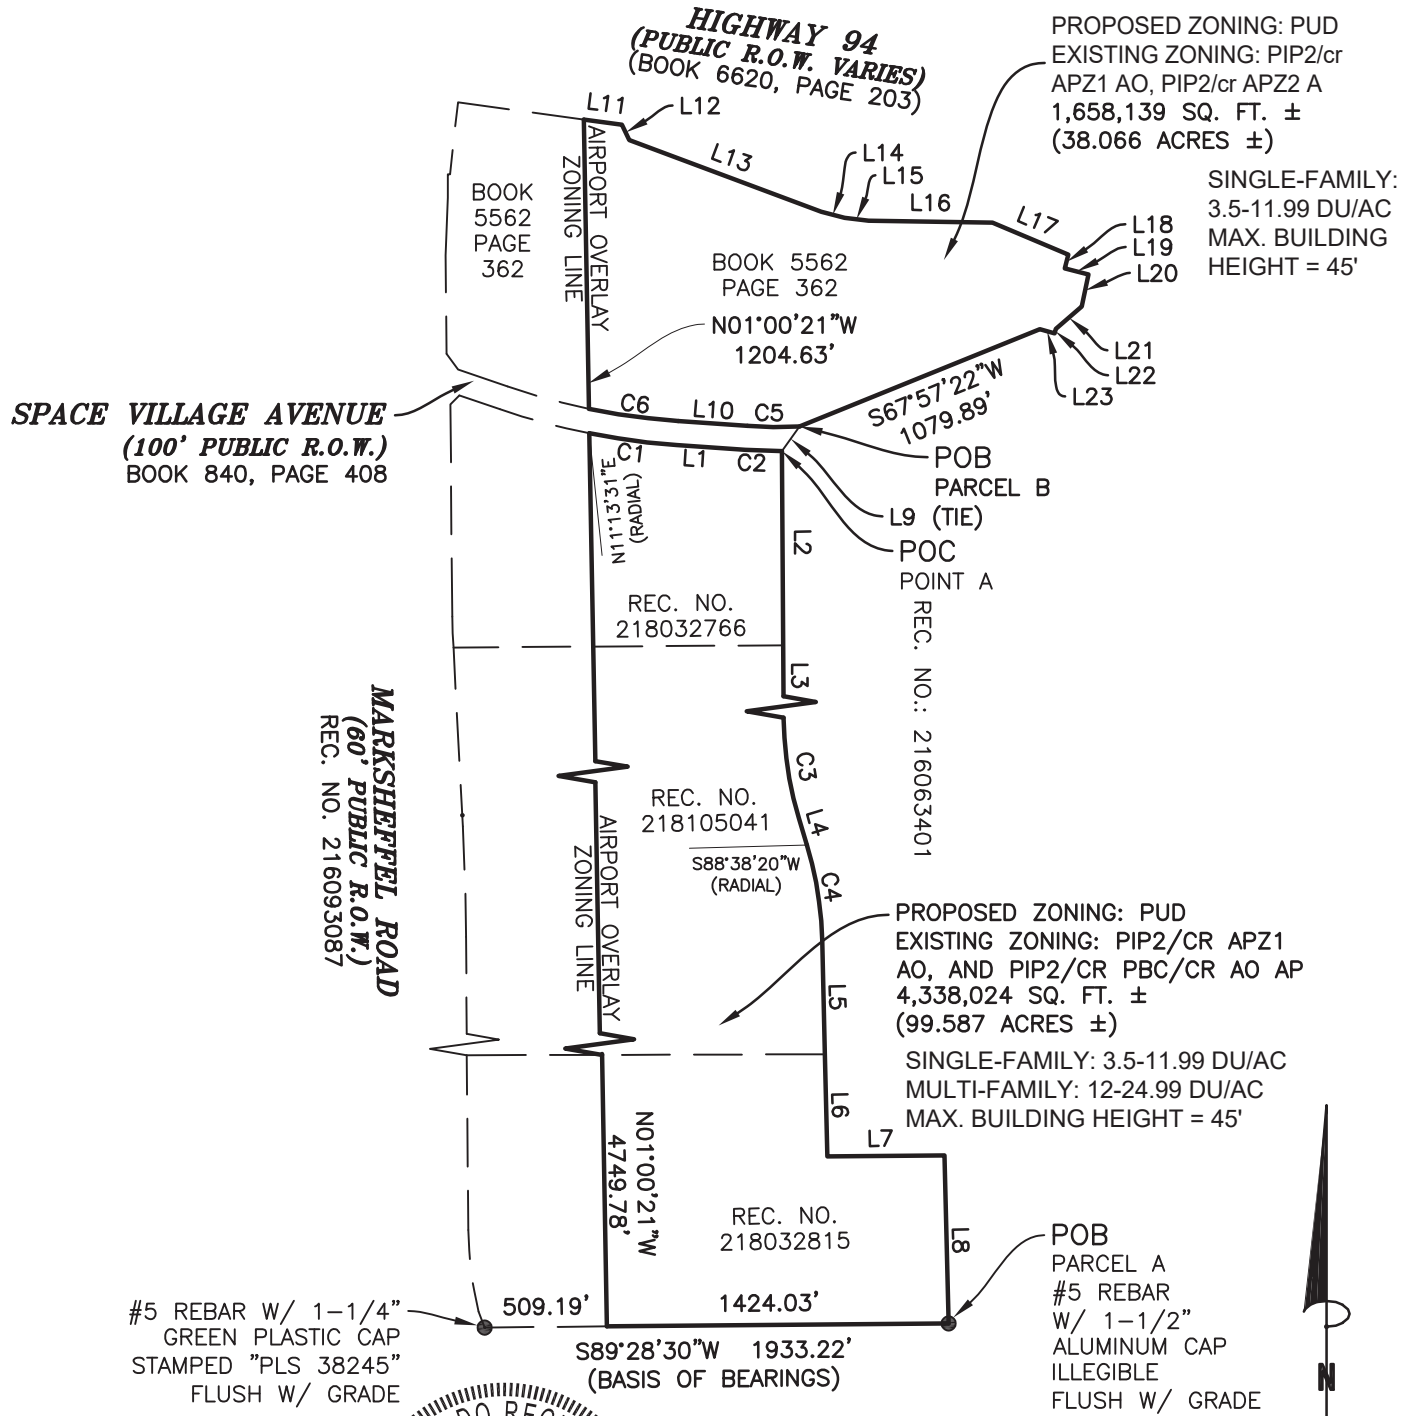 HIGHWAY 94
(PUBLIC R.O.W. VARIES)
(BOOK 6620, PAGE 203)
PROPOSED ZONING: PUD
EXISTING ZONING: PIP2/cr
APZ1 AO, PIP2/cr APZ2 A
1,658,139 SQ. FT. ±
(38.066 ACRES ±)
SINGLE-FAMILY:
3.5-11.99 DU/AC
MAX. BUILDING
HEIGHT = 45'
L11
L12
L13
L14
L15
L16
L17
L18
L19
L20
L21
L22
L23
AIRPORT OVERLAY
ZONING LINE
BOOK
5562
PAGE
362
BOOK 5562
PAGE 362
N01°00'21"W
1204.63'
S67°57'22"W
1079.89'
SPACE VILLAGE AVENUE
(100' PUBLIC R.O.W.)
BOOK 840, PAGE 408
C6
L10
C5
C1
L1
C2
N11°13'31"E
(RADIAL)
POB
PARCEL B
L9 (TIE)
POC
POINT A
L2
REC. NO.: 216063401
REC. NO.
218032766
L3
MARKSHEFFEL ROAD
(60' PUBLIC R.O.W.)
REC. NO. 216093087
C3
REC. NO.
218105041
L4
S88°38'20"W
(RADIAL)
C4
AIRPORT OVERLAY
ZONING LINE
PROPOSED ZONING: PUD
EXISTING ZONING: PIP2/CR APZ1
AO, AND PIP2/CR PBC/CR AO AP
4,338,024 SQ. FT. ±
(99.587 ACRES ±)
SINGLE-FAMILY: 3.5-11.99 DU/AC
MULTI-FAMILY: 12-24.99 DU/AC
MAX. BUILDING HEIGHT = 45'
L5
L6
L7
N01°00'21"W
4749.78'
REC. NO.
218032815
L8
POB
PARCEL A
#5 REBAR
W/ 1-1/2"
ALUMINUM CAP
ILLEGIBLE
FLUSH W/ GRADE
#5 REBAR W/ 1-1/4"
GREEN PLASTIC CAP
STAMPED "PLS 38245"
FLUSH W/ GRADE
509.19'
1424.03'
S89°28'30"W 1933.22'
(BASIS OF BEARINGS)
N